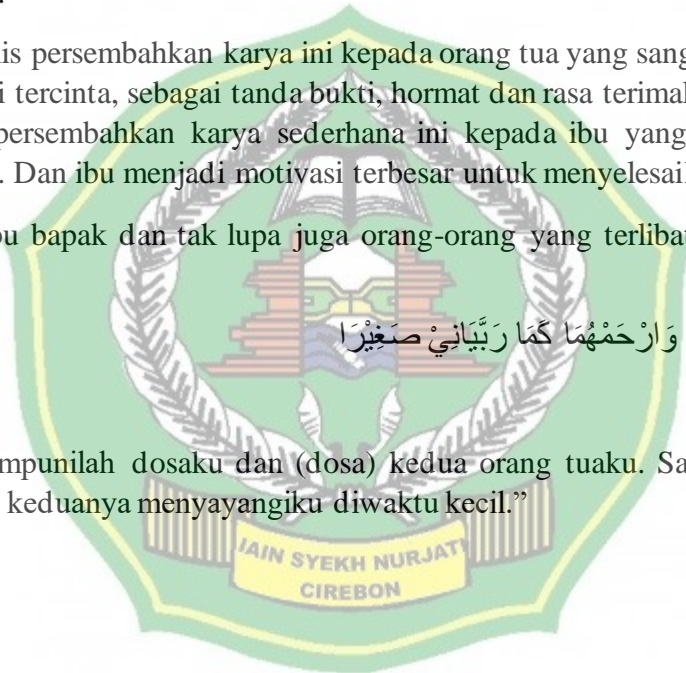 is persembahkan karya ini kepada orang tua yang sang
i tercinta, sebagai tanda bukti, hormat dan rasa terimal
persembahkan karya sederhana ini kepada ibu yang
. Dan ibu menjadi motivasi terbesar untuk menyelesail
ou bapak dan tak lupa juga orang-orang yang terlibat
وَارْحَمْهُمَا كَمَا رَبَّيَانِيْ صَغِيْرَا
mpunilah dosaku dan (dosa) kedua orang tuaku. Sa
keduanya menyayangiku diwaktu kecil.”
IAIN SYEKH NURJATI
CIREBON